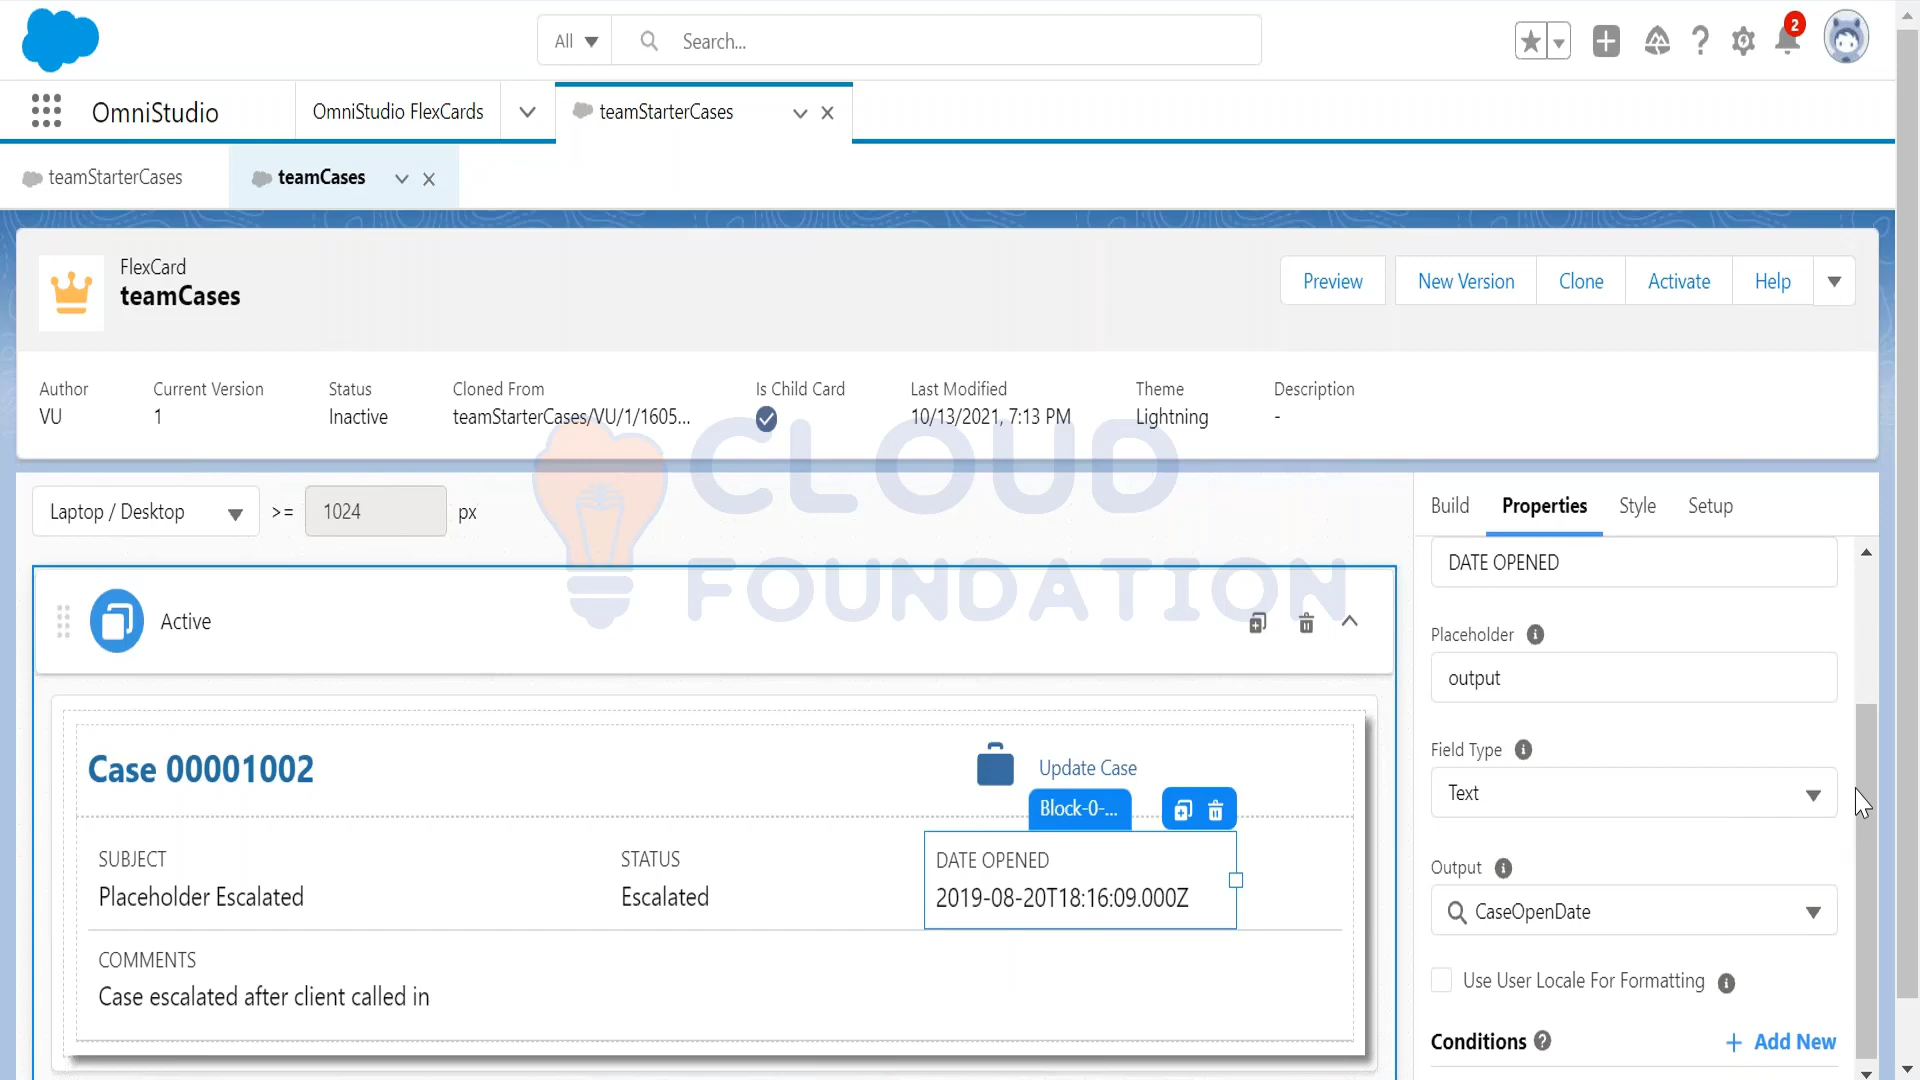 All
Search...
2
OmniStudio
OmniStudio FlexCards
teamStarterCases
teamStarterCases
teamCases
FlexCard
teamCases
Preview
New Version
Clone
Activate
Help
Author
VU
Current Version
1
Status
Inactive
Cloned From
teamStarterCases/VU/1/1605...
Is Child Card
Last Modified
10/13/2021, 7:13 PM
Theme
Lightning
Description
-
CLOUD
FOUNDATION
Laptop / Desktop
>=
1024
px
Active
Case 00001002
Update Case
Block-0-...
SUBJECT
Placeholder Escalated
STATUS
Escalated
DATE OPENED
2019-08-20T18:16:09.000Z
COMMENTS
Case escalated after client called in
Build
Properties
Style
Setup
DATE OPENED
Placeholder
output
Field Type
Text
Output
CaseOpenDate
Use User Locale For Formatting
Conditions
+ Add New